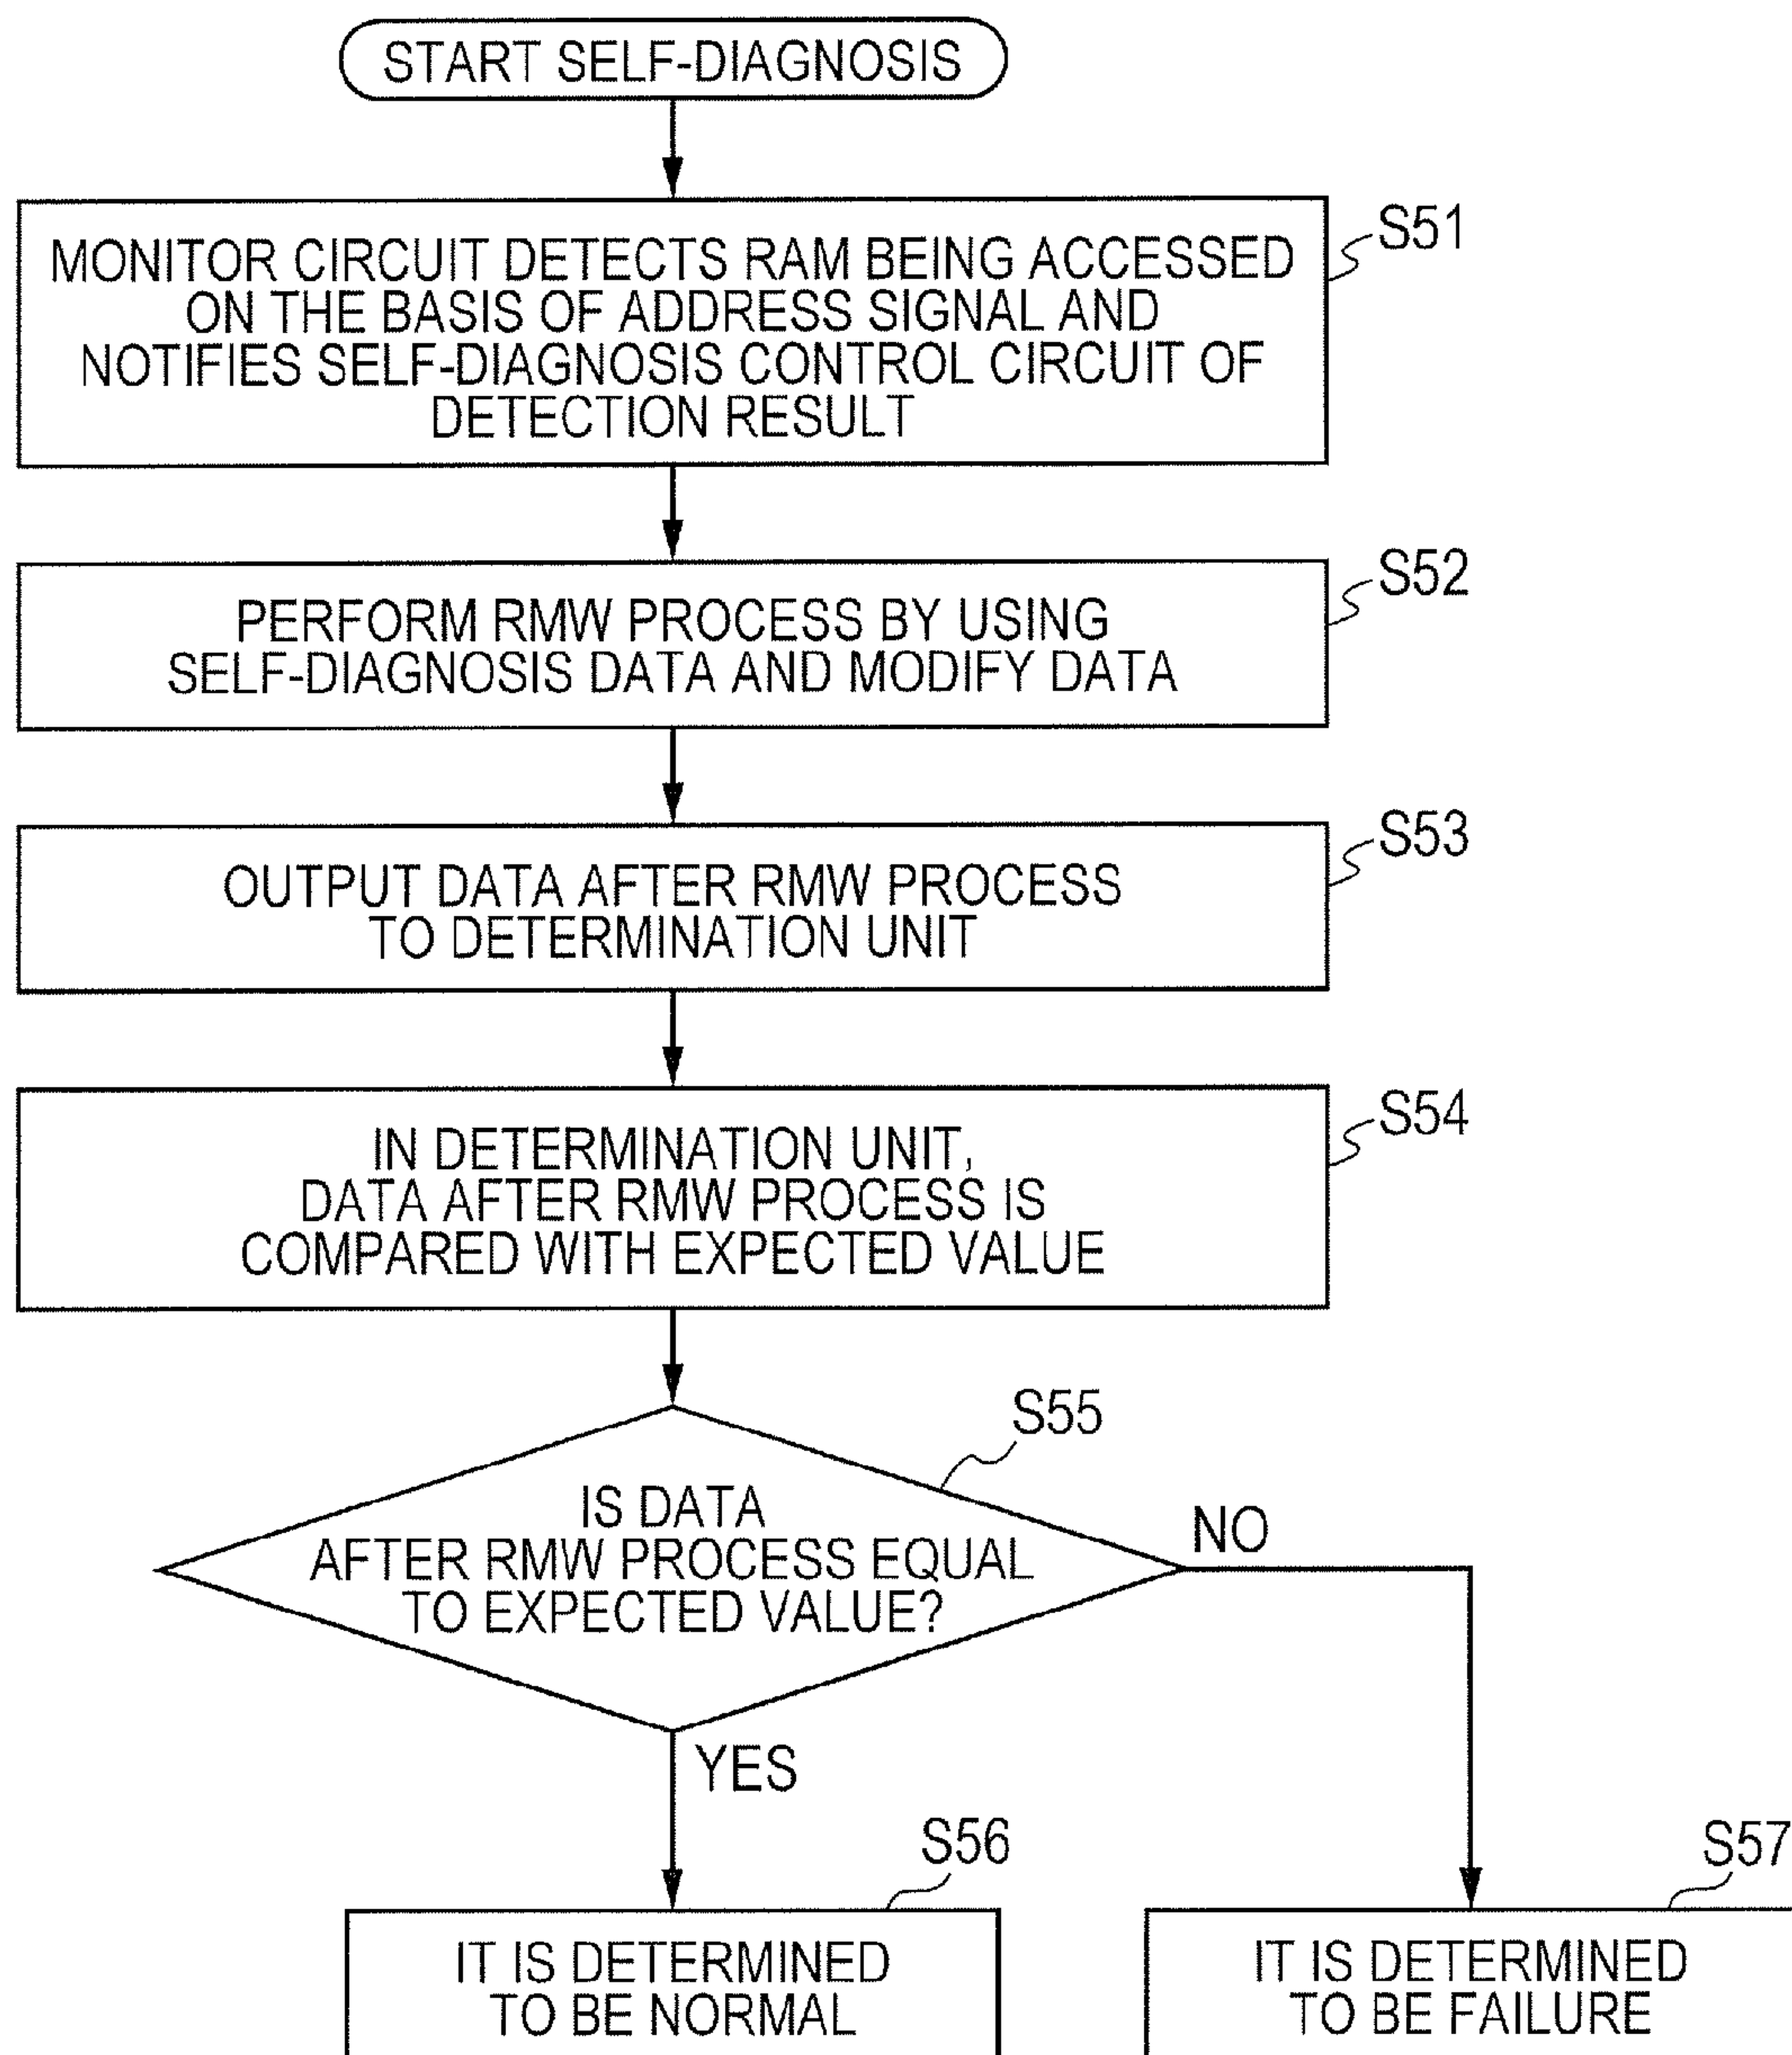 START SELF-DIAGNOSIS
MONITOR CIRCUIT DETECTS RAM BEING ACCESSED
ON THE BASIS OF ADDRESS SIGNAL AND
NOTIFIES SELF-DIAGNOSIS CONTROL CIRCUIT OF
DETECTION RESULT
S51
PERFORM RMW PROCESS BY USING
SELF-DIAGNOSIS DATA AND MODIFY DATA
S52
OUTPUT DATA AFTER RMW PROCESS
TO DETERMINATION UNIT
S53
IN DETERMINATION UNIT,
DATA AFTER RMW PROCESS IS
COMPARED WITH EXPECTED VALUE
S54
S55
IS DATA
AFTER RMW PROCESS EQUAL
TO EXPECTED VALUE?
NO
YES
S56
IT IS DETERMINED
TO BE NORMAL
S57
IT IS DETERMINED
TO BE FAILURE